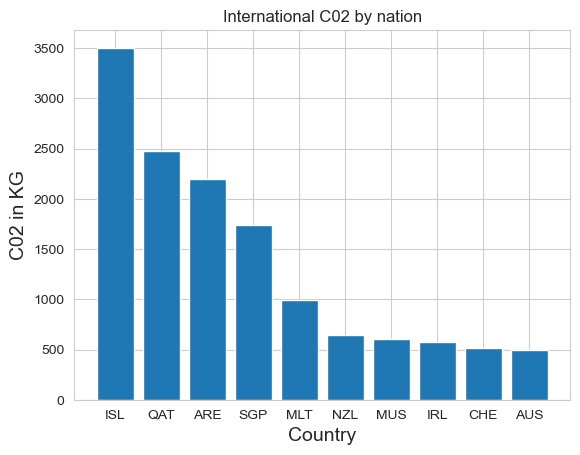 International C02 by nation
C02 in KG
3500
3000
2500
2000
1500
1000
500
0
ISL QAT ARE SGP MLT NZL MUS IRL CHE AUS
Country